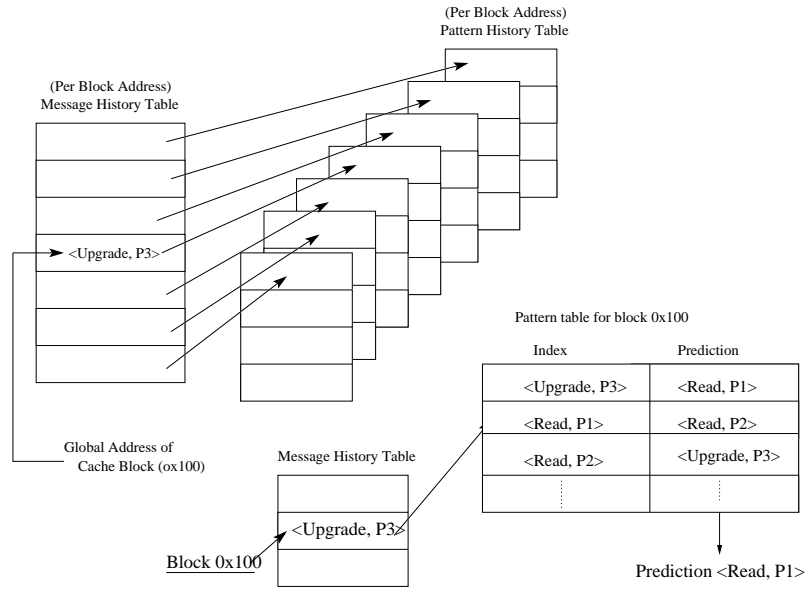 (Per Block Address)
Pattern History Table
(Per Block Address)
Message History Table
<Upgrade, P3>
Global Address of
Cache Block (ox100)
Pattern table for block 0x100
Index
Prediction
<Upgrade, P3>
<Read, P1>
<Read, P1>
<Read, P2>
<Read, P2>
<Upgrade, P3>
Message History Table
<Upgrade, P3>
Block 0x100
Prediction <Read, P1>